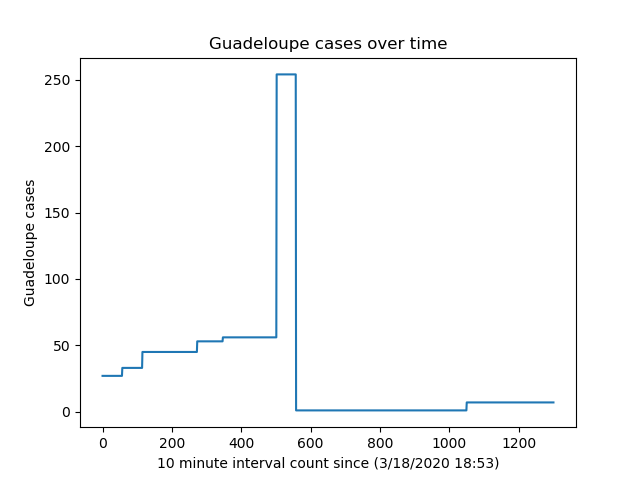 Guadeloupe cases over time
Guadeloupe cases
250
200
150
100
50
0
0 200 400 600 800 1000 1200
10 minute interval count since (3/18/2020 18:53)